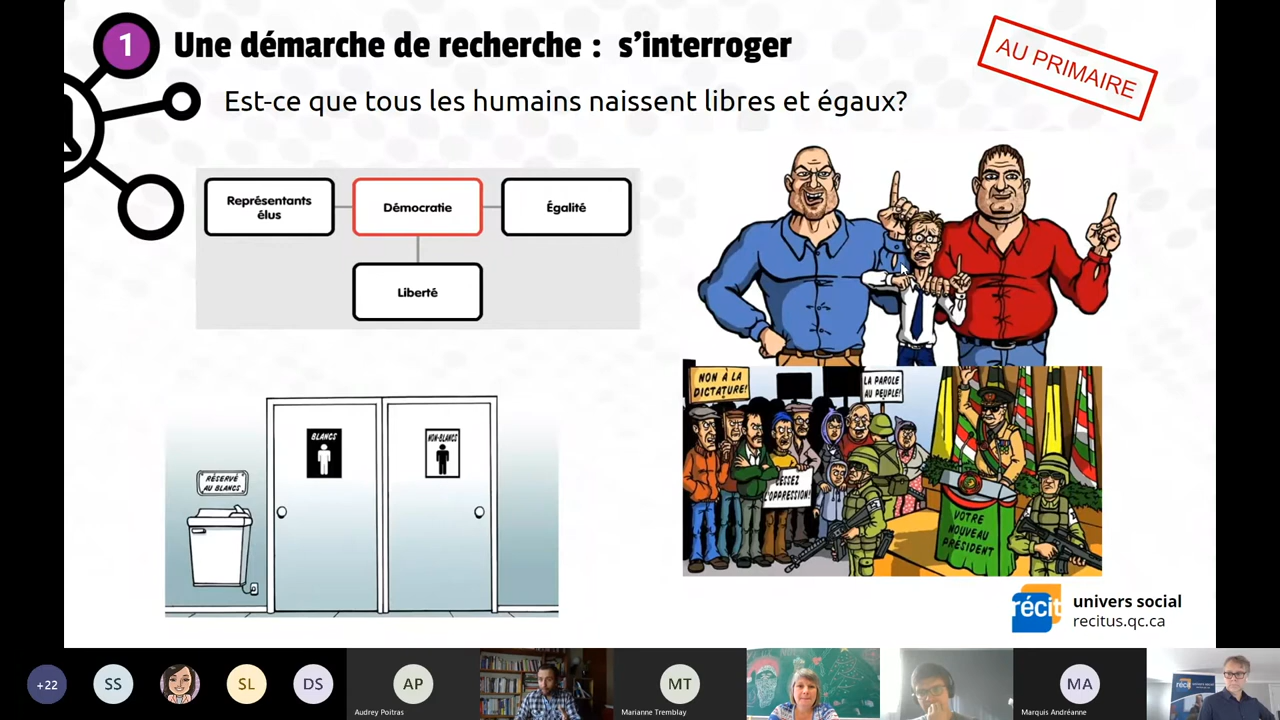 1
Une démarche de recherche :  s'interroger
AU PRIMAIRE
Est-ce que tous les humains naissent libres et égaux?
Représentants
élus
Démocratie
Égalité
Liberté
BLANCS
NON-BLANCS
RÉSERVÉ
AU BLANCS
NON À LA
DICTATURE!
LA PAROLE
AU PEUPLE!
CESSEZ
L'OPPRESSION!
VOTRE
NOUVEAU
PRÉSIDENT
récit
univers social
recitus.qc.ca
+22
SS
SL
DS
AP
Audrey Poitras
MT
Marianne Tremblay
MA
Marquis Andréanne
récit